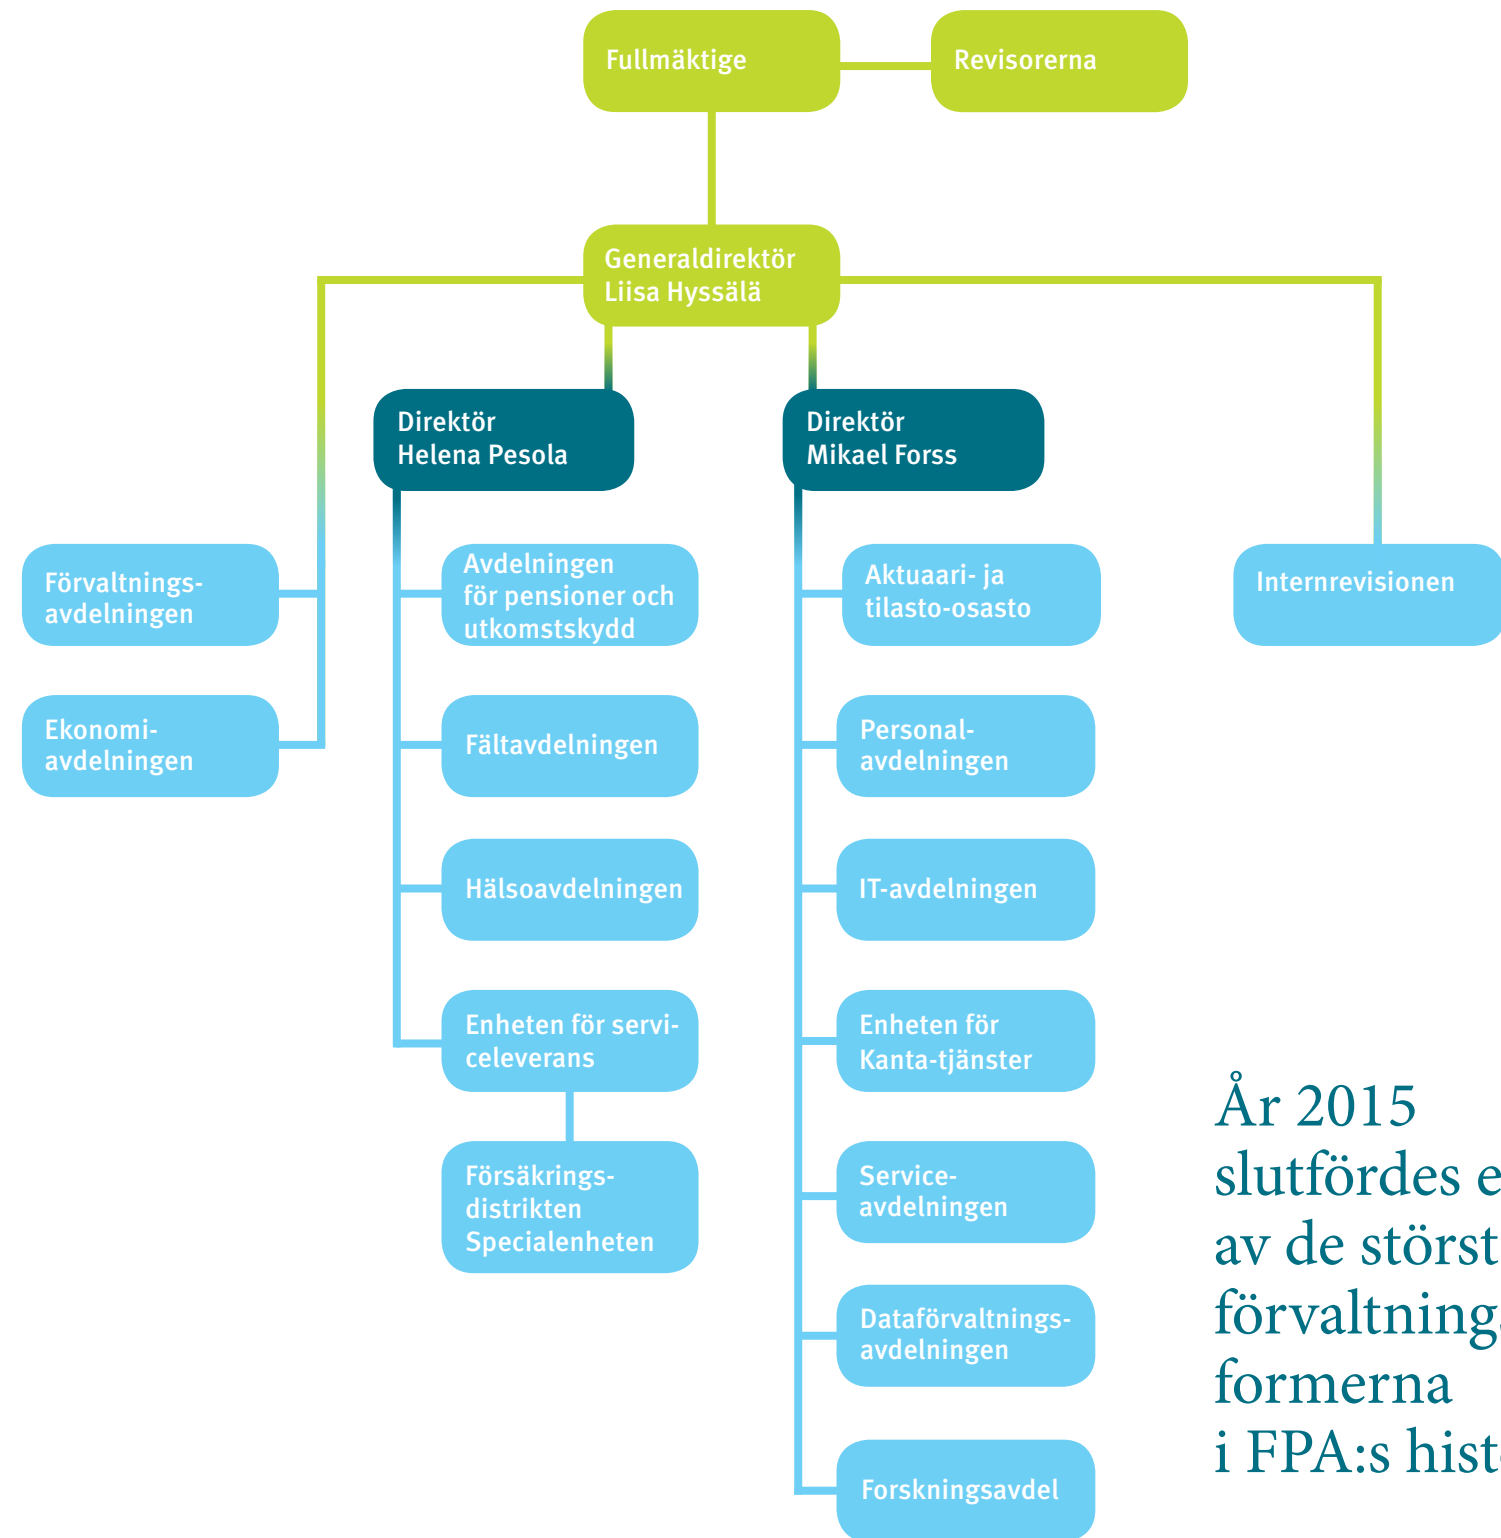 Fullmäktige
Revisorerna
Generaldirektör
Liisa Hyssälä
Direktör
Helena Pesola
Direktör
Mikael Forss
Förvaltnings-
avdelningen
Ekonomi-
avdelningen
Avdelningen
för pensioner och
utkomstskydd
Fältavdelningen
Hälsoavdelningen
Enheten för servi-
celeverans
Försäkrings-
distrikten
Specialenheten
Aktuaari- ja
tilasto-osasto
Personal-
avdelningen
IT-avdelningen
Enheten för
Kanta-tjänster
Service-
avdelningen
Dataförvaltnings-
avdelningen
Forskningsavdel
Internrevisionen
År 2015
slutfördes
av de störst
förvaltnings
formerna
i FPA:s